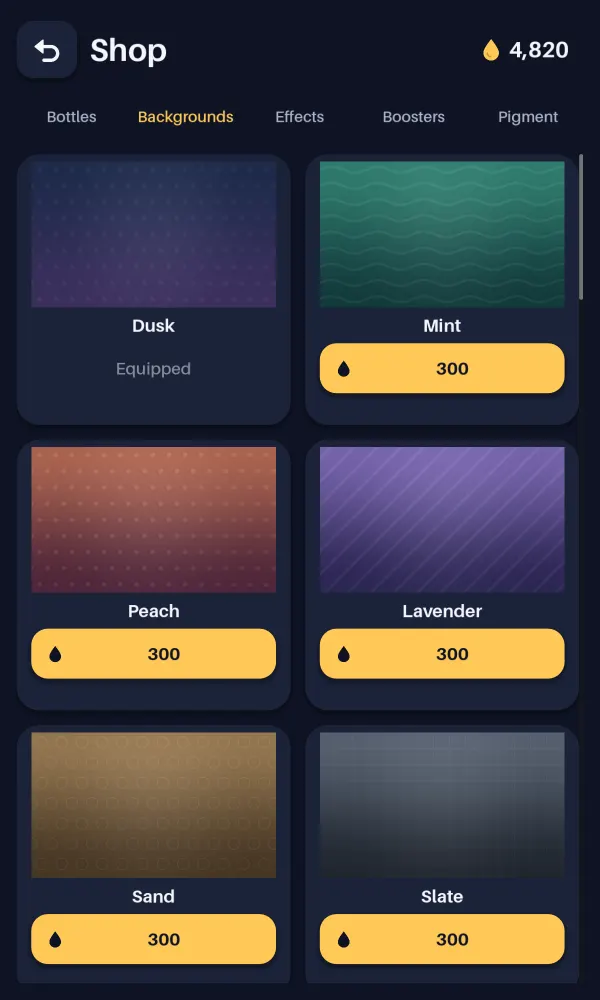 Shop
4,820
Bottles Backgrounds Effects Boosters Pigment
Dusk
Equipped
Mint
300
Peach
300
Lavender
300
Sand
300
Slate
300